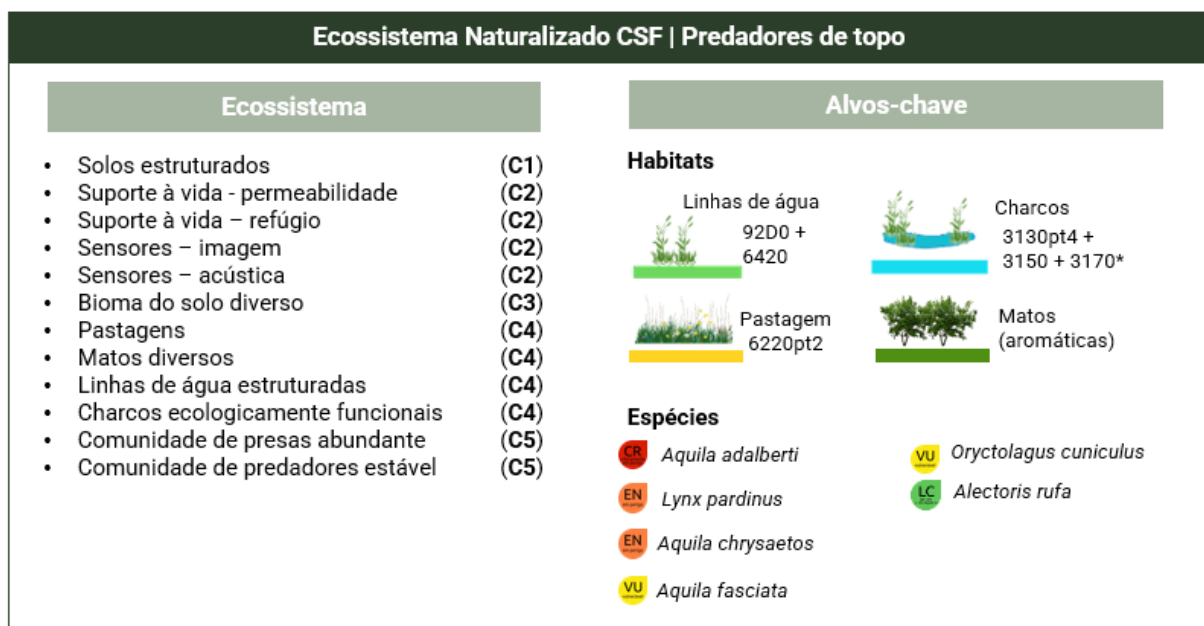 Ecossistema Naturalizado CSF | Predadores de topo
Ecossistema
• Solos estruturados (C1)
• Suporte à vida - permeabilidade (C2)
• Suporte à vida – refúgio (C2)
• Sensores – imagem (C2)
• Sensores – acústica (C2)
• Bioma do solo diverso (C3)
• Pastagens (C4)
• Matos diversos (C4)
• Linhas de água estruturadas (C4)
• Charcos ecologicamente funcionais (C4)
• Comunidade de presas abundante (C5)
• Comunidade de predadores estável (C5)
Alvos-chave
Habitats
Linhas de água
92D0 +
6420
Charcos
3130pt4 +
3150 + 3170*
Pastagem
6220pt2
Matos
(aromáticas)
Espécies
CR Aquila adalberti
EN Lynx pardinus
EN Aquila chrysaetos
VU Aquila fasciata
VU Oryctolagus cuniculus
LC Alectoris rufa